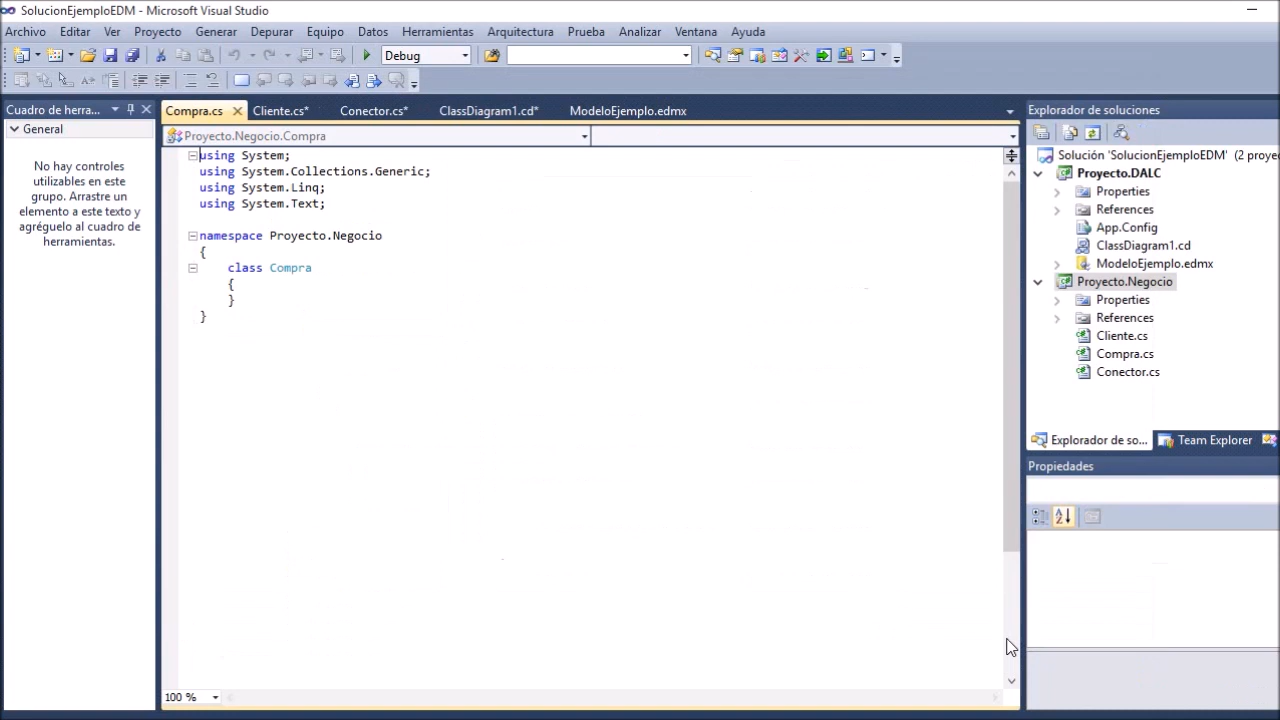 SolucionEjemploEDM - Microsoft Visual Studio
Archivo Editar Ver Proyecto Generar Depurar Equipo Datos Herramientas Arquitectura Prueba Analizar Ventana Ayuda
Debug
Cuadro de herra...
General
No hay controles
utilizables en este
grupo. Arrastre un
elemento a este texto y
agréguelo al cuadro de
herramientas.
Compra.cs Cliente.cs* Conector.cs* ClassDiagram1.cd* ModeloEjemplo.edmx
Proyecto.Negocio.Compra
using System;
using System.Collections.Generic;
using System.Linq;
using System.Text;
namespace Proyecto.Negocio
{
class Compra
{
}
}
100 %
Explorador de soluciones
Solución 'SolucionEjemploEDM' (2 proye
Proyecto.DALC
Properties
References
App.Config
ClassDiagram1.cd
ModeloEjemplo.edmx
Proyecto.Negocio
Properties
References
Cliente.cs
Compra.cs
Conector.cs
Explorador de so... Team Explorer
Propiedades